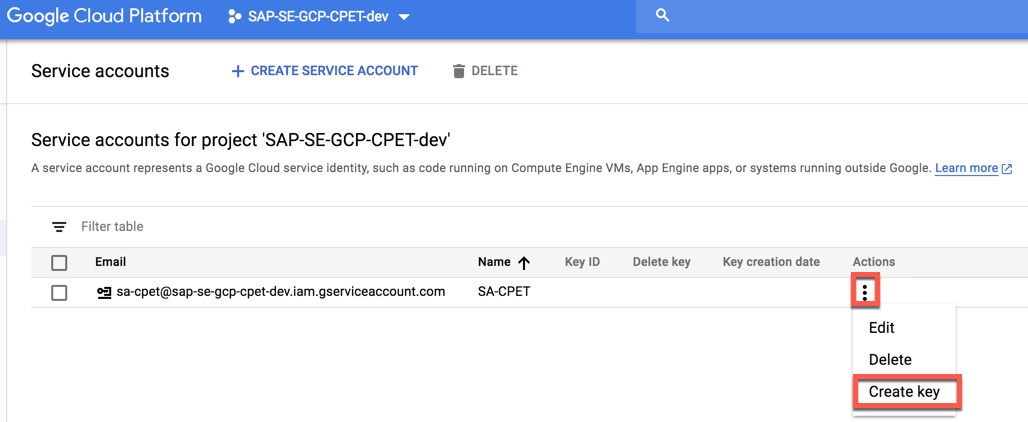 Google Cloud Platform SAP-SE-GCP-CPET-dev
Service accounts CREATE SERVICE ACCOUNT DELETE
Service accounts for project 'SAP-SE-GCP-CPET-dev'
A service account represents a Google Cloud service identity, such as code running on Compute Engine VMs, App Engine apps, or systems running outside Google. Learn more
Filter table
Email Name Key ID Delete key Key creation date Actions
sa-cpet@sap-se-gcp-cpet-dev.iam.gserviceaccount.com SA-CPET
Edit
Delete
Create key